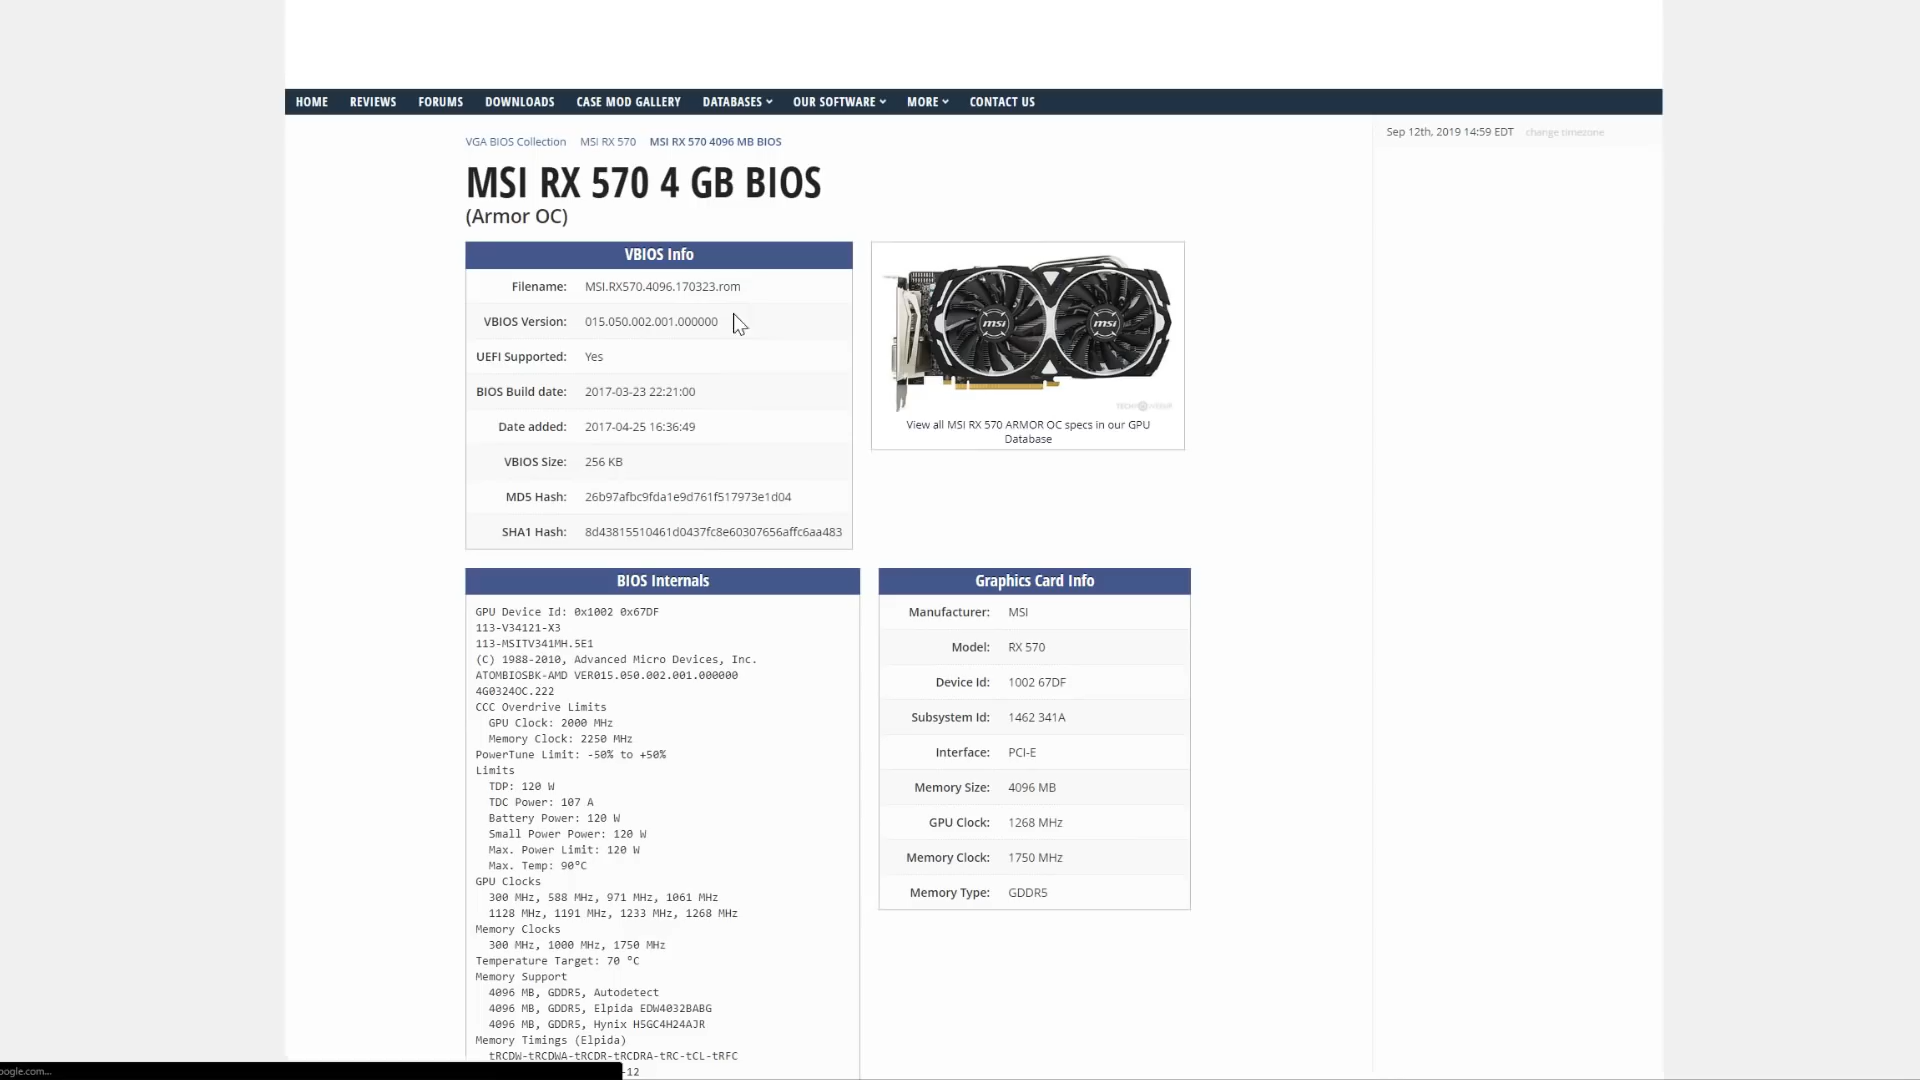 HOME REVIEWS FORUMS DOWNLOADS CASE MOD GALLERY DATABASES OUR SOFTWARE MORE CONTACT US
Sep 12th, 2019 14:59 EDT change timezone
VGA BIOS Collection MSI RX 570 MSI RX 570 4096 MB BIOS
MSI RX 570 4 GB BIOS
(Armor OC)
VBIOS Info
Filename: MSI.RX570.4096.170323.rom
VBIOS Version: 015.050.002.001.000000
UEFI Supported: Yes
BIOS Build date: 2017-03-23 22:21:00
Date added: 2017-04-25 16:36:49
VBIOS Size: 256 KB
MD5 Hash: 26b97afbc9fda1e9d761f517973e1d04
SHA1 Hash: 8d43815510461d0437fc8e60307656affc6aa483
msi msi
TECHPOWERUP
View all MSI RX 570 ARMOR OC specs in our GPU
Database
BIOS Internals
GPU Device Id: 0x1002 0x67DF
113-V34121-X3
113-MSITV341MH.5E1
(C) 1988-2010, Advanced Micro Devices, Inc.
ATOMBIOSBK-AMD VER015.050.002.001.000000
4G0324OC.222
CCC Overdrive Limits
GPU Clock: 2000 MHz
Memory Clock: 2250 MHz
PowerTune Limit: -50% to +50%
Limits
TDP: 120 W
TDC Power: 107 A
Battery Power: 120 W
Small Power Power: 120 W
Max. Power Limit: 120 W
Max. Temp: 90°C
GPU Clocks
300 MHz, 588 MHz, 971 MHz, 1061 MHz
1128 MHz, 1191 MHz, 1233 MHz, 1268 MHz
Memory Clocks
300 MHz, 1000 MHz, 1750 MHz
Temperature Target: 70 °C
Memory Support
4096 MB, GDDR5, Autodetect
4096 MB, GDDR5, Elpida EDW4032BABG
4096 MB, GDDR5, Hynix H5GC4H24AJR
Memory Timings (Elpida)
tRCDW-tRCDWA-tRCDR-tRCDRA-tRC-tCL-tRFC
-12
Graphics Card Info
Manufacturer: MSI
Model: RX 570
Device Id: 1002 67DF
Subsystem Id: 1462 341A
Interface: PCI-E
Memory Size: 4096 MB
GPU Clock: 1268 MHz
Memory Clock: 1750 MHz
Memory Type: GDDR5
oogle.com...